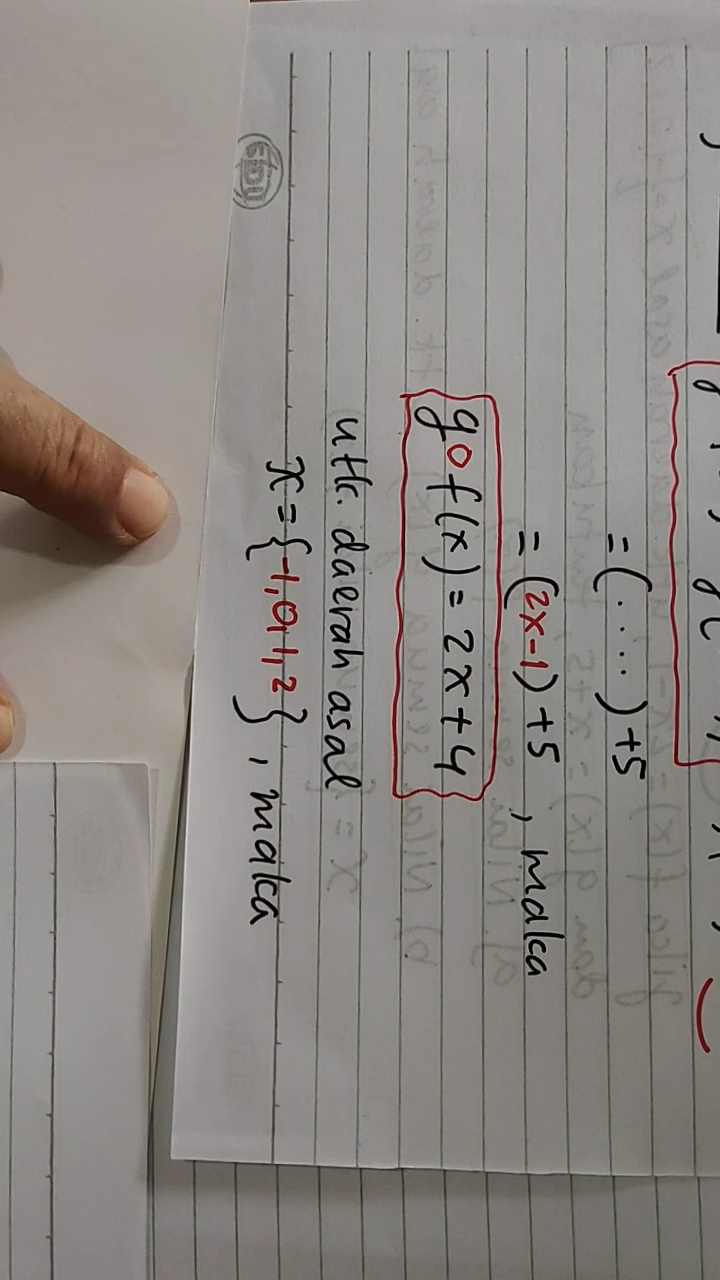 = (....) +5
= (2x-1) +5 , maka
g o f(x) = 2x+4
utk. daerah asal
x = {-1,0,1,2} , maka